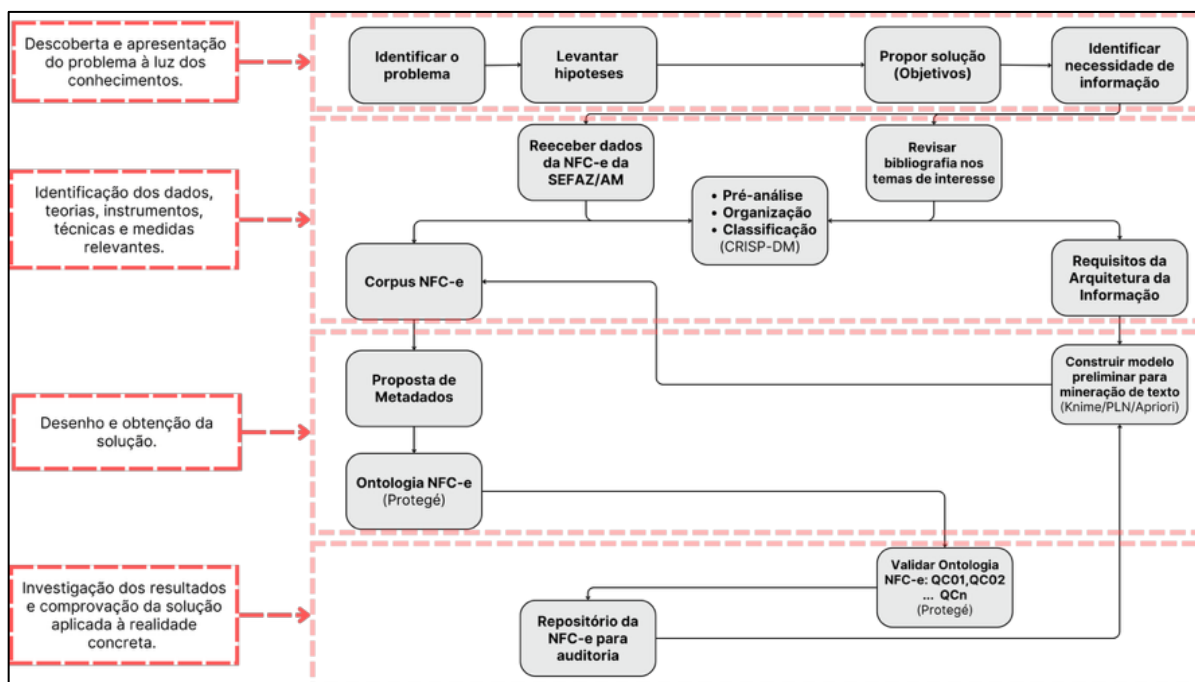 Descoberta e apresentação
do problema à luz dos
conhecimentos.
Identificar o
problema
Levantar
hipoteses
Propor solução
(Objetivos)
Identificar
necessidade de
informação
Identificação dos dados,
teorias, instrumentos,
técnicas e medidas
relevantes.
Reeceber dados
da NFC-e da
SEFAZ/AM
Revisar
bibliografia nos
temas de interesse
• Pré-análise
• Organização
• Classificação
(CRISP-DM)
Corpus NFC-e
Requisitos da
Arquitetura da
Informação
Desenho e obtenção da
solução.
Proposta de
Metadados
Construir modelo
preliminar para
mineração de texto
(Knime/PLN/Apriori)
Ontologia NFC-e
(Protegé)
Investigação dos resultados
e comprovação da solução
aplicada à realidade
concreta.
Validar Ontologia
NFC-e: QC01,QC02
... QCn
(Protegé)
Repositório da
NFC-e para
auditoria